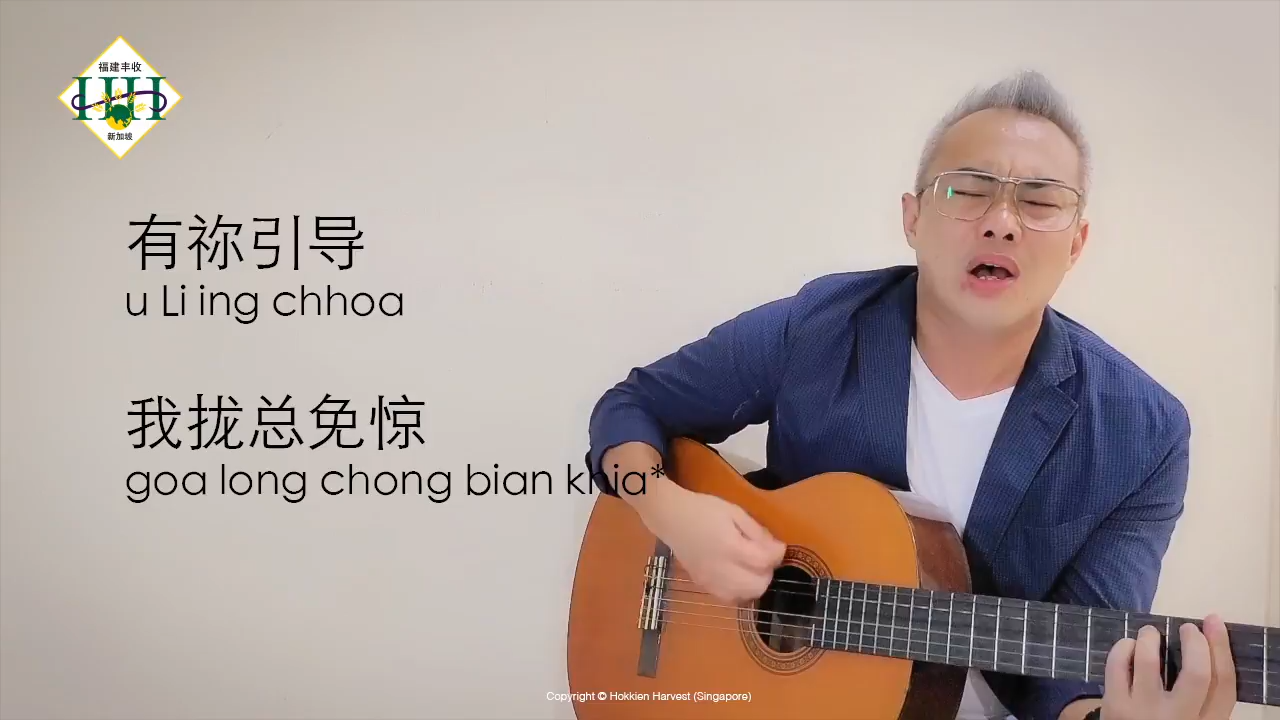 福建丰收
HH
新加坡
有祢引导
u Li ing chhoa
我拢总免惊
goa long chong bian khia*
Copyright © Hokkien Harvest (Singapore)